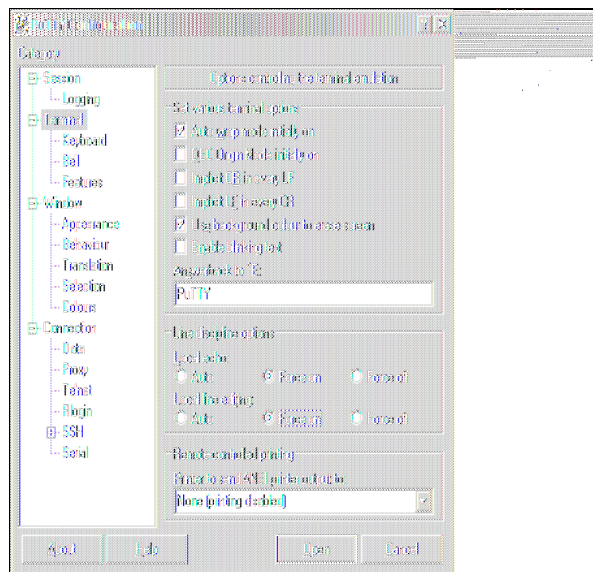 PuTTY Configuration
Category:
Session
Logging
Terminal
Keyboard
Bell
Features
Window
Appearance
Behaviour
Translation
Selection
Colours
Connection
Data
Proxy
Telnet
Rlogin
SSH
Serial
Options controlling the terminal emulation
Set various terminal options
Auto wrap mode initially on
DEC Origin Mode initially on
Implicit CR in every LF
Implicit LF in every CR
Use background colour to erase screen
Enable blinking text
Answerback to ^E:
PuTTY
Line discipline options
Local echo:
Auto Force on Force off
Local line editing:
Auto Force on Force off
Remote-controlled printing
Printer to send ANSI printer output to:
None (printing disabled)
About Help Open Cancel